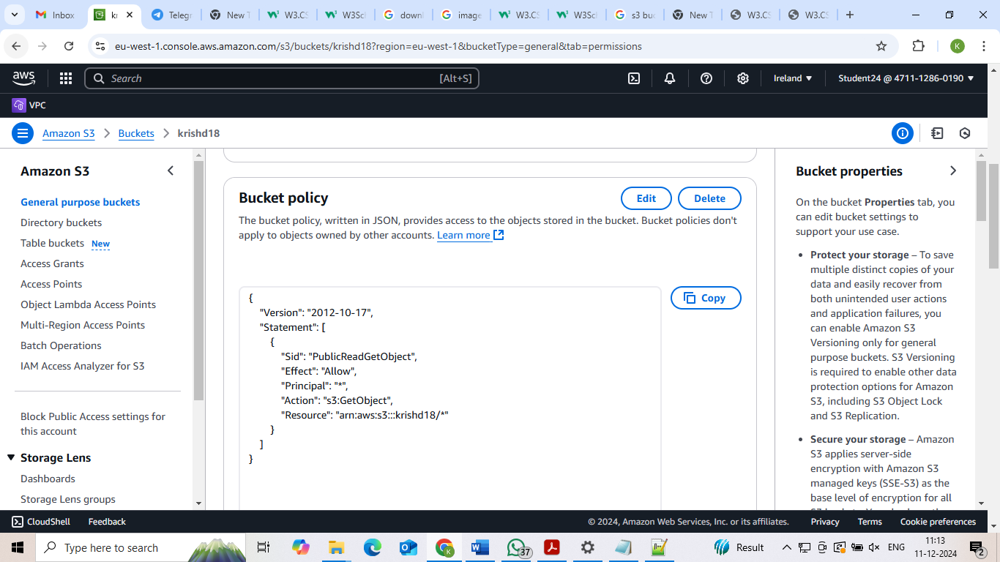 Inbox
kr
Telegr
New T
W3.CS
W3Sch
downl
image
W3.CS
W3Sch
s3 buc
New T
W3.CS
W3.CS
eu-west-1.console.aws.amazon.com/s3/buckets/krishd18?region=eu-west-1&bucketType=general&tab=permissions
K
aws
Search
[Alt+S]
Ireland
Student24 @ 4711-1286-0190
VPC
Amazon S3
Buckets
krishd18
Amazon S3
General purpose buckets
Directory buckets
Table buckets New
Access Grants
Access Points
Object Lambda Access Points
Multi-Region Access Points
Batch Operations
IAM Access Analyzer for S3
Block Public Access settings for
this account
Storage Lens
Dashboards
Storage Lens groups
Bucket policy
Edit
Delete
The bucket policy, written in JSON, provides access to the objects stored in the bucket. Bucket policies don't
apply to objects owned by other accounts. Learn more
Copy
{
"Version": "2012-10-17",
"Statement": [
{
"Sid": "PublicReadGetObject",
"Effect": "Allow",
"Principal": "*",
"Action": "s3:GetObject",
"Resource": "arn:aws:s3:::krishd18/*"
}
]
}
Bucket properties
On the bucket Properties tab, you
can edit bucket settings to
support your use case.
• Protect your storage – To save
multiple distinct copies of your
data and easily recover from
both unintended user actions
and application failures, you
can enable Amazon S3
Versioning only for general
purpose buckets. S3 Versioning
is required to enable other data
protection options for Amazon
S3, including S3 Object Lock
and S3 Replication.
• Secure your storage – Amazon
S3 applies server-side
encryption with Amazon S3
managed keys (SSE-S3) as the
base level of encryption for all
CloudShell
Feedback
© 2024, Amazon Web Services, Inc. or its affiliates.
Privacy
Terms
Cookie preferences
Type here to search
37
Result
ENG
11:13
11-12-2024
2